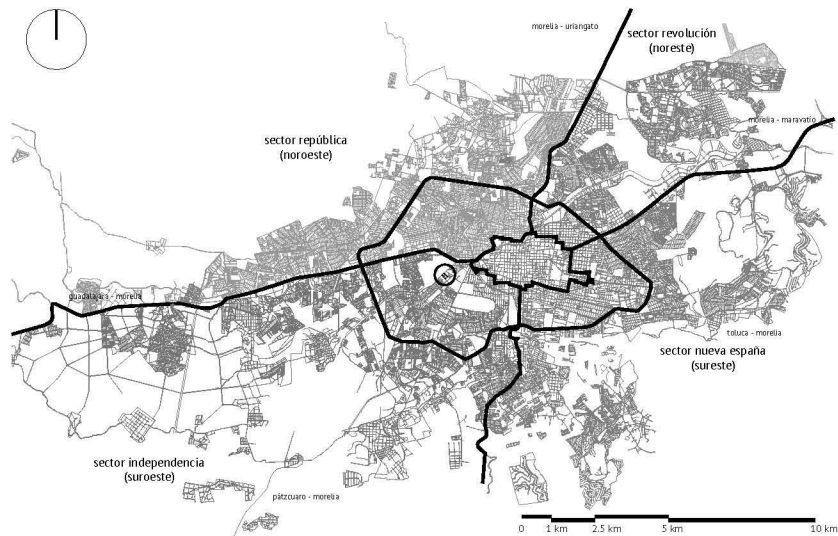 morelia - uriangato
sector revolución
(noreste)
morelia - maravatio
sector república
(noroeste)
guadalajara - morelia
toluca - morelia
sector nueva españa
(sureste)
sector independencia
(suroeste)
pátzcuaro - morelia
0 1 km 2.5 km 5 km 10 km